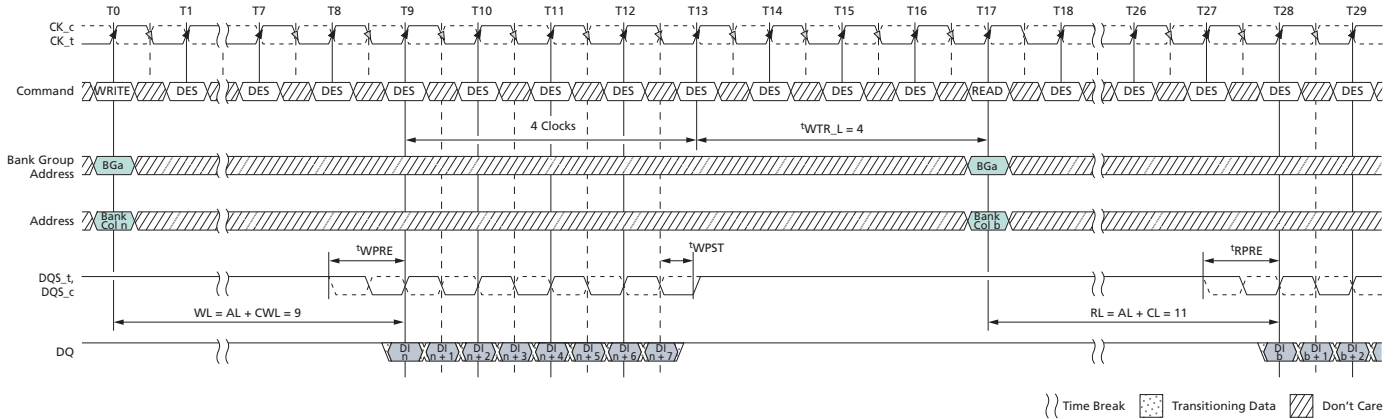 T0 T1 T7 T8 T9 T10 T11 T12 T13 T14 T15 T16 T17 T18 T26 T27 T28 T29
CK_c
CK_t
Command WRITE DES DES DES DES DES DES DES DES DES DES DES READ DES DES DES DES DES
4 Clocks tWTR_L = 4
Bank Group
Address BGa BGa
Address Bank
Col n Bank
Col b
tWPRE tWPST tRPRE
DQS_t,
DQS_c
WL = AL + CWL = 9 RL = AL + CL = 11
DQ DI
n DI
n + 1 DI
n + 2 DI
n + 3 DI
n + 4 DI
n + 5 DI
n + 6 DI
n + 7 DI
b DI
b + 1 DI
b + 2
Time Break Transitioning Data Don't Care